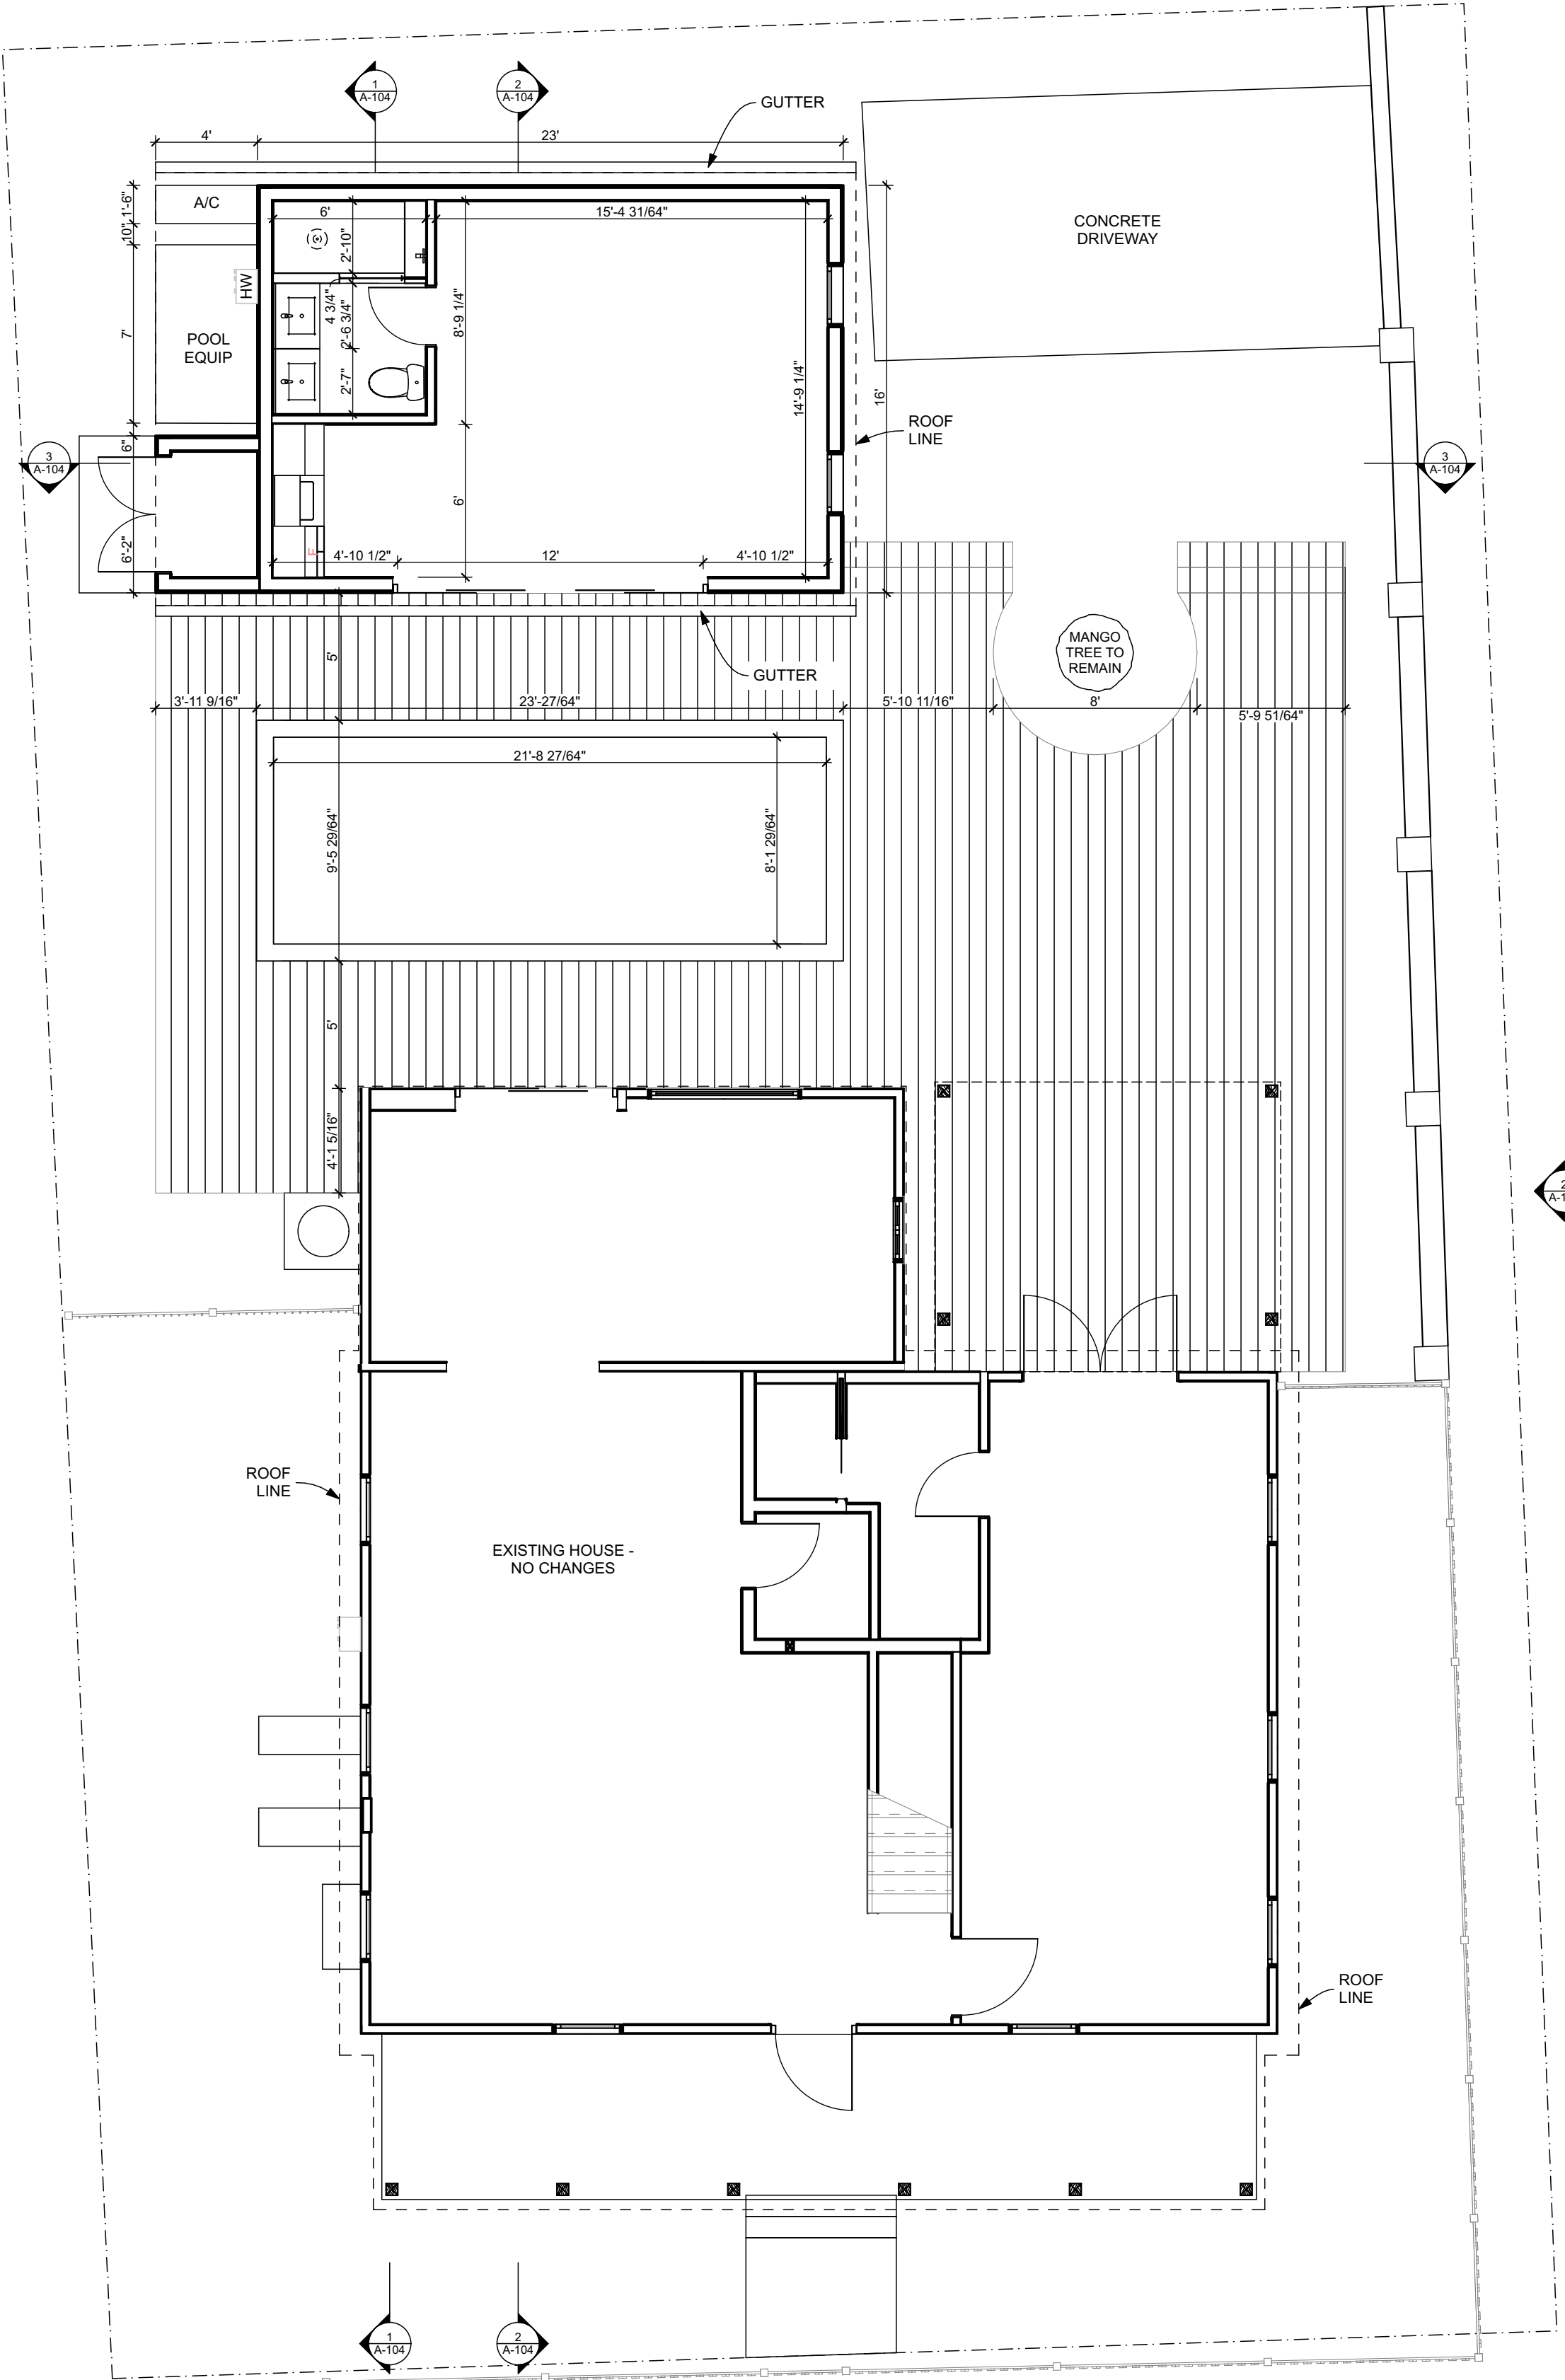 1
A-104
2
A-104
GUTTER
4'
23'
A/C
1'-6"
10"
6'
15'-4 31/64"
2'-10"
CONCRETE
DRIVEWAY
HW
4 3/4"
2'-6 3/4"
8'-9 1/4"
7'
POOL
EQUIP
2'-7"
14'-9 1/4"
16'
ROOF
LINE
3
A-104
6"
3
A-104
6'
6'-2"
4'-10 1/2"
12'
4'-10 1/2"
MANGO
TREE TO
REMAIN
5'
GUTTER
3'-11 9/16"
23'-27/64"
5'-10 11/16"
8'
5'-9 51/64"
21'-8 27/64"
9'-5 29/64"
8'-1 29/64"
5'
4'-1 5/16"
ROOF
LINE
EXISTING HOUSE -
NO CHANGES
ROOF
LINE
1
A-104
2
A-104